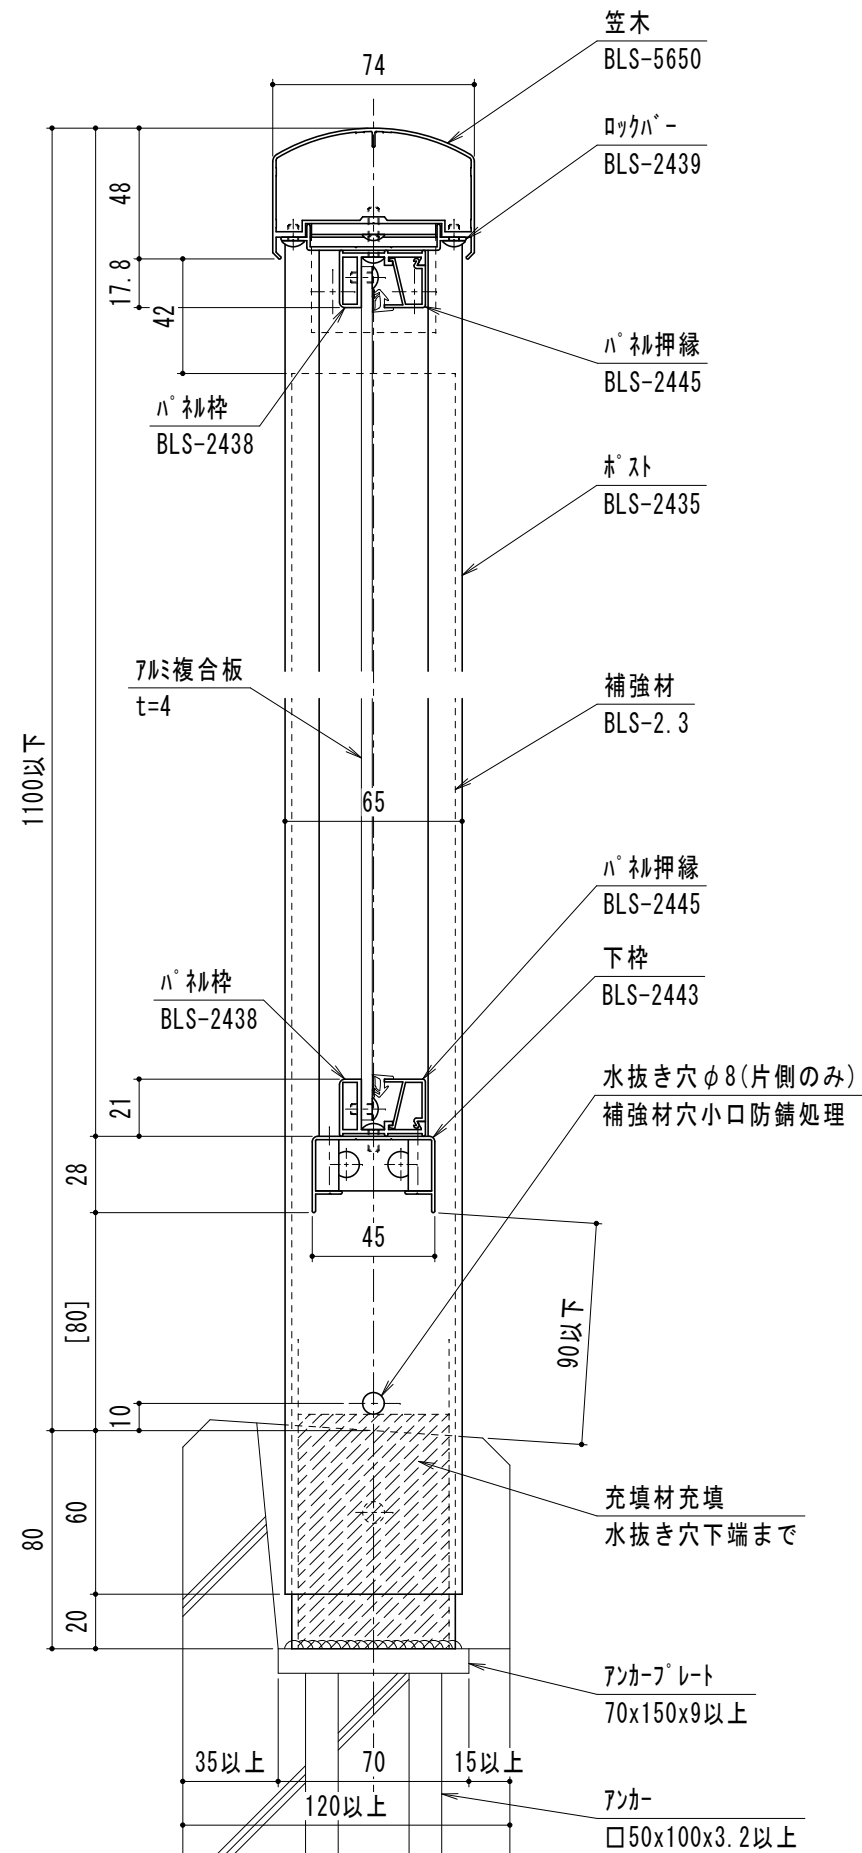 笠木
BLS-5650
74
ﾛｯｸﾊﾞｰ
BLS-2439
48
17.8
42
ﾊﾟﾈﾙ押縁
BLS-2445
ﾊﾟﾈﾙ枠
BLS-2438
ﾎﾟｽﾄ
BLS-2435
ｱﾙﾐ複合板
t=4
補強材
BLS-2.3
1100以下
65
ﾊﾟﾈﾙ押縁
BLS-2445
下枠
BLS-2443
ﾊﾟﾈﾙ枠
BLS-2438
水抜き穴φ8(片側のみ)
補強材穴小口防錆処理
21
28
45
[80]
90以下
10
充填材充填
水抜き穴下端まで
60
80
20
ｱﾝｶｰﾌﾟﾚｰﾄ
70x150x9以上
35以上
70
15以上
120以上
ｱﾝｶｰ
□50x100x3.2以上